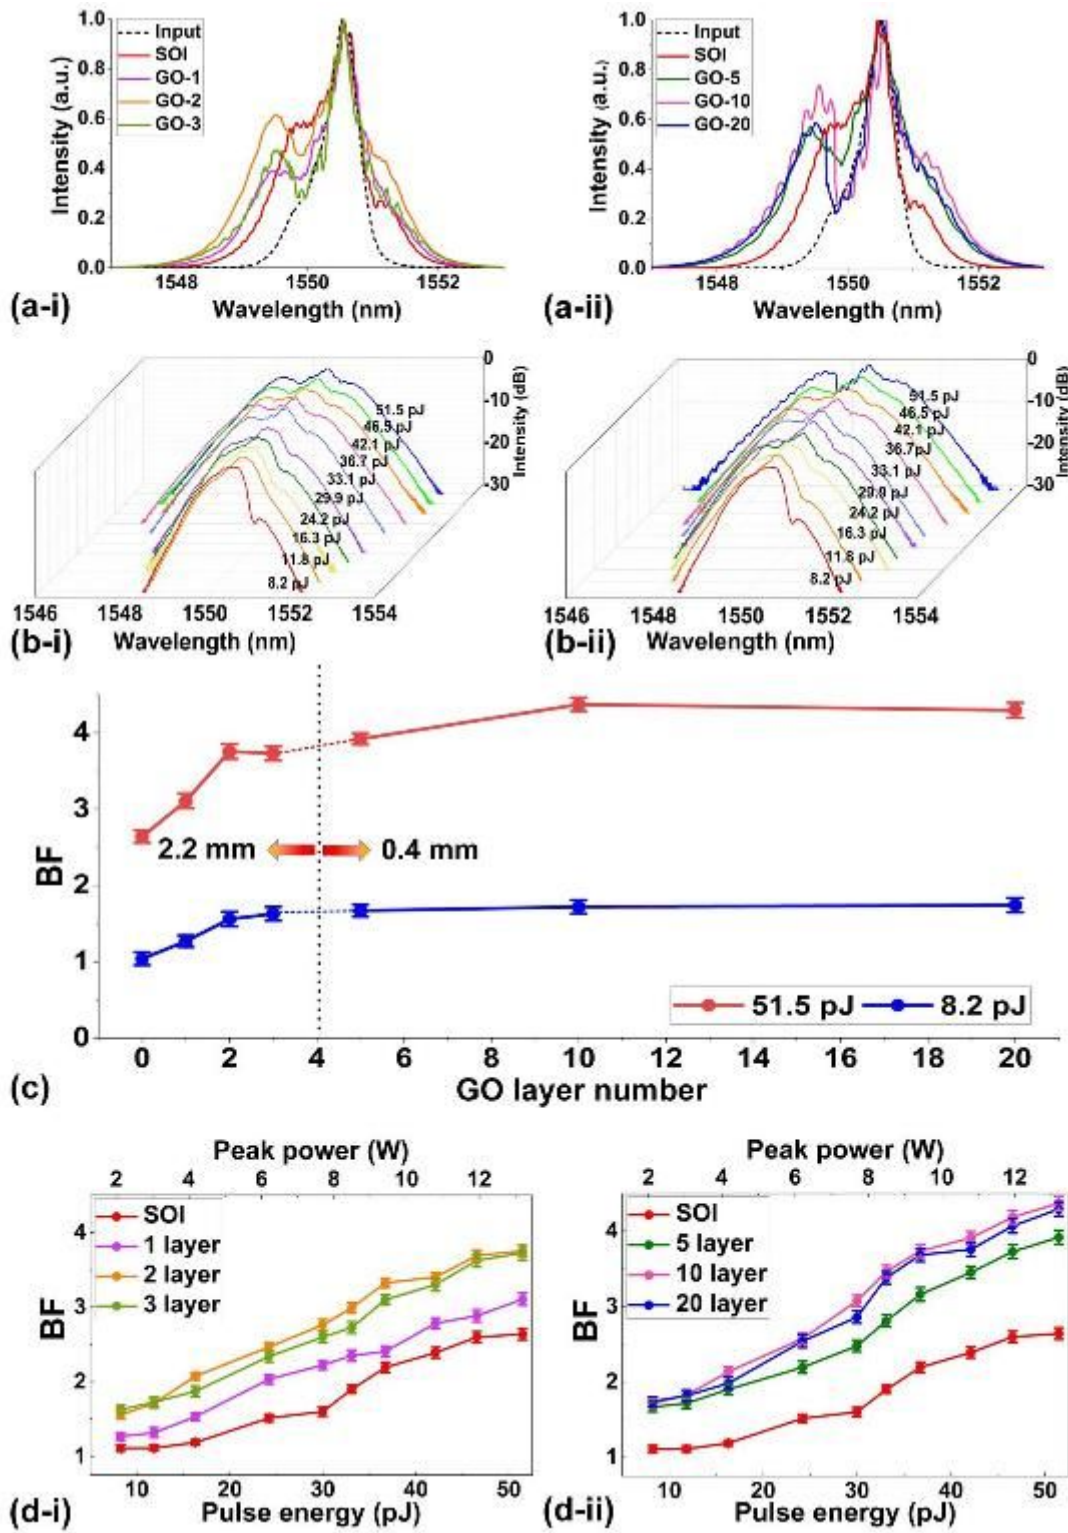 1.0
0.8
0.6
0.4
0.2
0.0
Intensity (a.u.)
Input
SOI
GO-1
GO-2
GO-3
1548
1550
1552
Wavelength (nm)
(a-i)
1.0
0.8
0.6
0.4
0.2
0.0
Intensity (a.u.)
Input
SOI
GO-5
GO-10
GO-20
1548
1550
1552
Wavelength (nm)
(a-ii)
0
-10
-20
-30
Intensity (dB)
51.5 pJ
46.5 pJ
42.1 pJ
36.7 pJ
33.1 pJ
29.9 pJ
24.2 pJ
16.3 pJ
11.8 pJ
8.2 pJ
1546
1548
1550
1552
1554
Wavelength (nm)
(b-i)
0
-10
-20
-30
Intensity (dB)
51.5 pJ
46.5 pJ
42.1 pJ
36.7pJ
33.1 pJ
29.9 pJ
24.2 pJ
16.3 pJ
11.8 pJ
8.2 pJ
1546
1548
1550
1552
1554
Wavelength (nm)
(b-ii)
4
3
2
1
0
BF
2.2 mm
0.4 mm
51.5 pJ
8.2 pJ
0 2 4 6 8 10 12 14 16 18 20
GO layer number
(c)
Peak power (W)
2 4 6 8 10 12
SOI
1 layer
2 layer
3 layer
4
3
2
1
BF
10 20 30 40 50
Pulse energy (pJ)
(d-i)
Peak power (W)
2 4 6 8 10 12
SOI
5 layer
10 layer
20 layer
4
3
2
1
BF
10 20 30 40 50
Pulse energy (pJ)
(d-ii)